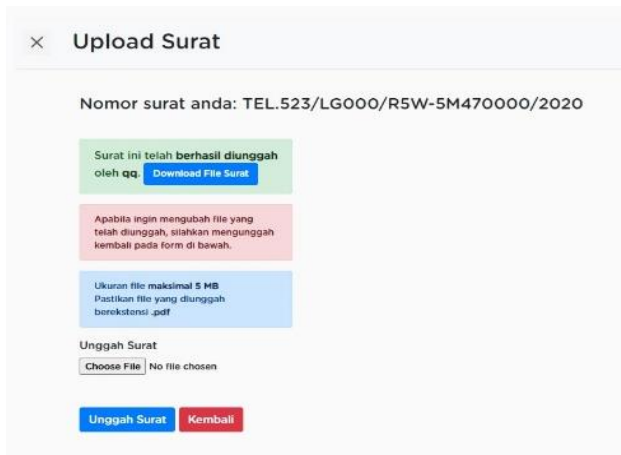 × Upload Surat
Nomor surat anda: TEL.523/LG000/R5W-5M470000/2020
Surat ini telah berhasil diunggah
oleh qq. Download File Surat
Apabila ingin mengubah file yang
telah diunggah, silahkan mengunggah
kembali pada form di bawah.
Ukuran file maksimal 5 MB
Pastikan file yang diunggah
berekstensi .pdf
Unggah Surat
Choose File No file chosen
Unggah Surat Kembali